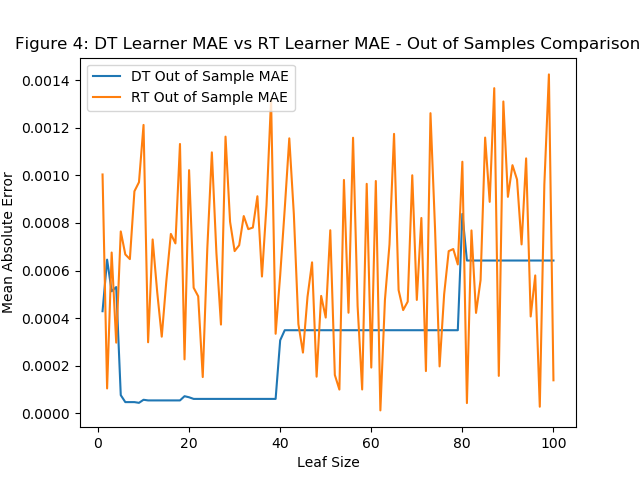 Figure 4: DT Learner MAE vs RT Learner MAE - Out of Samples Comparison
DT Out of Sample MAE
RT Out of Sample MAE
Mean Absolute Error
0.0014
0.0012
0.0010
0.0008
0.0006
0.0004
0.0002
0.0000
0 20 40 60 80 100
Leaf Size